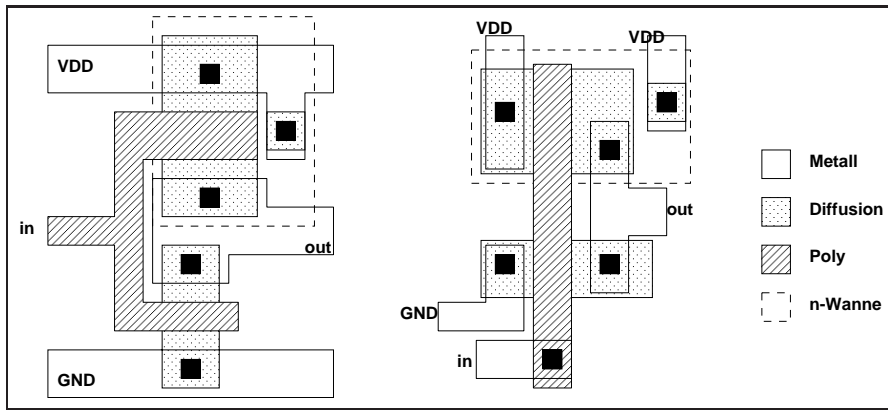 VDD
in
out
GND
VDD
VDD
out
GND
in
Metall
Diffusion
Poly
n-Wanne